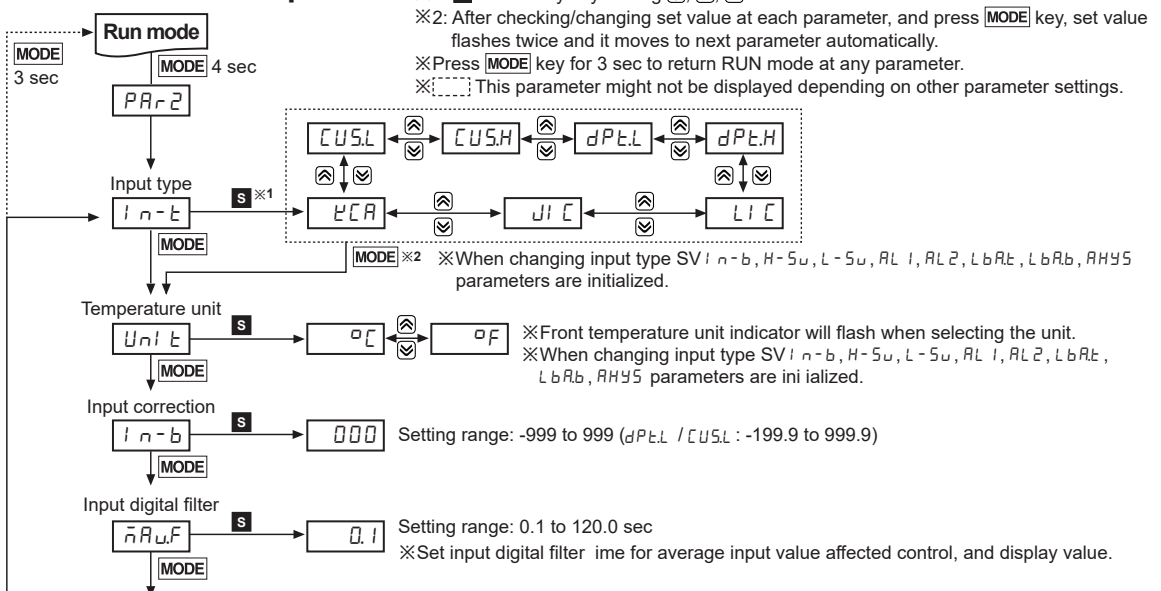 Run mode
MODE
3 sec
MODE 4 sec
PAr2
※2: After checking/changing set value at each parameter, and press MODE key, set value
flashes twice and it moves to next parameter automatically.
※Press MODE key for 3 sec to return RUN mode at any parameter.
※ This parameter might not be displayed depending on other parameter settings.
CUS.L CUS.H dPt.L dPt.H
Input type
In-t S ※1 KCA JIC LIC
MODE
MODE ※2 ※When changing input type SV In-b, H-Su, L-Su, AL1, AL2, LbA.t, LbA.b, AHYS
parameters are initialized.
Temperature unit
UnIt S °C °F
MODE
※Front temperature unit indicator will flash when selecting the unit.
※When changing input type SV In-b, H-Su, L-Su, AL1, AL2, LbA.t,
LbA.b, AHYS parameters are ini ialized.
Input correction
In-b S 000 Setting range: -999 to 999 (dPt.L / CUS.L : -199.9 to 999.9)
MODE
Input digital filter
mAu.F S 0.1 Setting range: 0.1 to 120.0 sec
※Set input digital filter ime for average input value affected control, and display value.
MODE